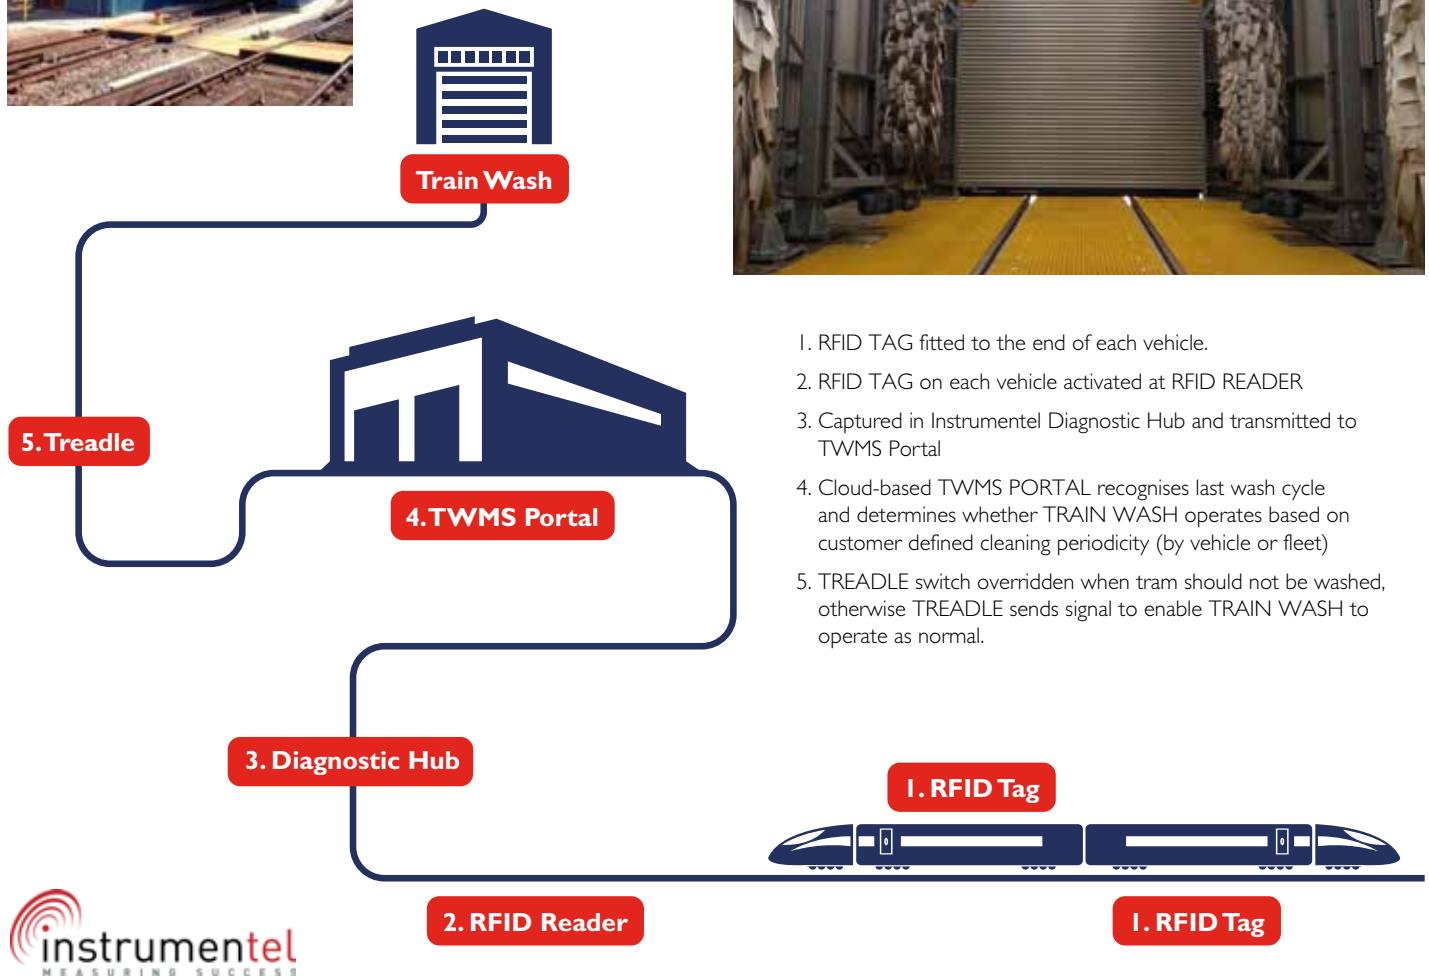 Train Wash
1. RFID TAG fitted to the end of each vehicle.
2. RFID TAG on each vehicle activated at RFID READER
3. Captured in Instrumentel Diagnostic Hub and transmitted to
TWMS Portal
4. Cloud-based TWMS PORTAL recognises last wash cycle
and determines whether TRAIN WASH operates based on
customer defined cleaning periodicity (by vehicle or fleet)
5. TREADLE switch overridden when tram should not be washed,
otherwise TREADLE sends signal to enable TRAIN WASH to
operate as normal.
5. Treadle
4. TWMS Portal
3. Diagnostic Hub
1. RFID Tag
2. RFID Reader
1. RFID Tag
instrumentel
MEASURING SUCCESS